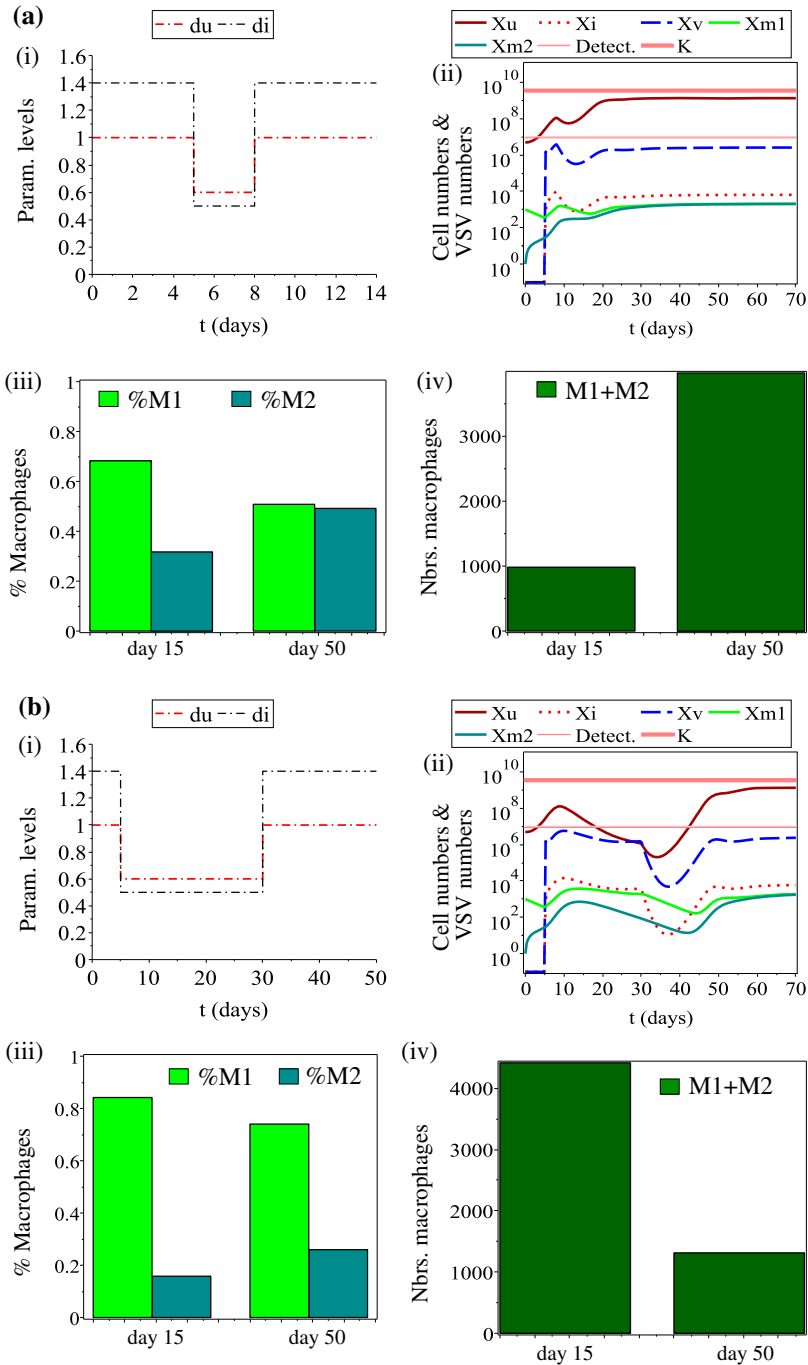 (a)
du di
(i)
Param. levels
1.6
1.4
1.2
1
0.8
0.6
0.4
0.2
0
0 2 4 6 8 10 12 14
t (days)
Xu Xi Xv Xm1
Xm2 Detect. K
(ii)
Cell numbers &
VSV numbers
10^10
10^8
10^6
10^4
10^2
10^0
0 10 20 30 40 50 60 70
t (days)
(iii)
% Macrophages
1
0.8
0.6
0.4
0.2
0
%M1 %M2
day 15 day 50
(iv)
Nbrs. macrophages
3000
2000
1000
0
M1+M2
day 15 day 50
(b)
du di
(i)
Param. levels
1.6
1.4
1.2
1
0.8
0.6
0.4
0.2
0
0 10 20 30 40 50
t (days)
Xu Xi Xv Xm1
Xm2 Detect. K
(ii)
Cell numbers &
VSV numbers
10^10
10^8
10^6
10^4
10^2
10^0
0 10 20 30 40 50 60 70
t (days)
(iii)
% Macrophages
1
0.8
0.6
0.4
0.2
0
%M1 %M2
day 15 day 50
(iv)
Nbrs. macrophages
4000
3000
2000
1000
0
M1+M2
day 15 day 50